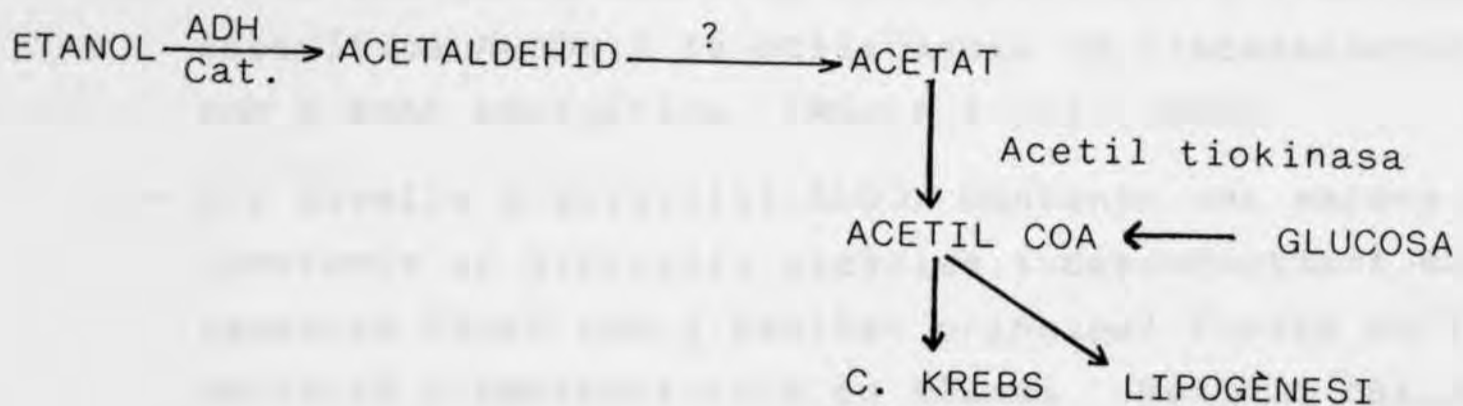 ETANOL ADH ACETALDEHID ? ACETAT
Cat.
Acetil tiokinasa
ACETIL COA GLUCOSA
C. KREBS LIPOGÈNESI